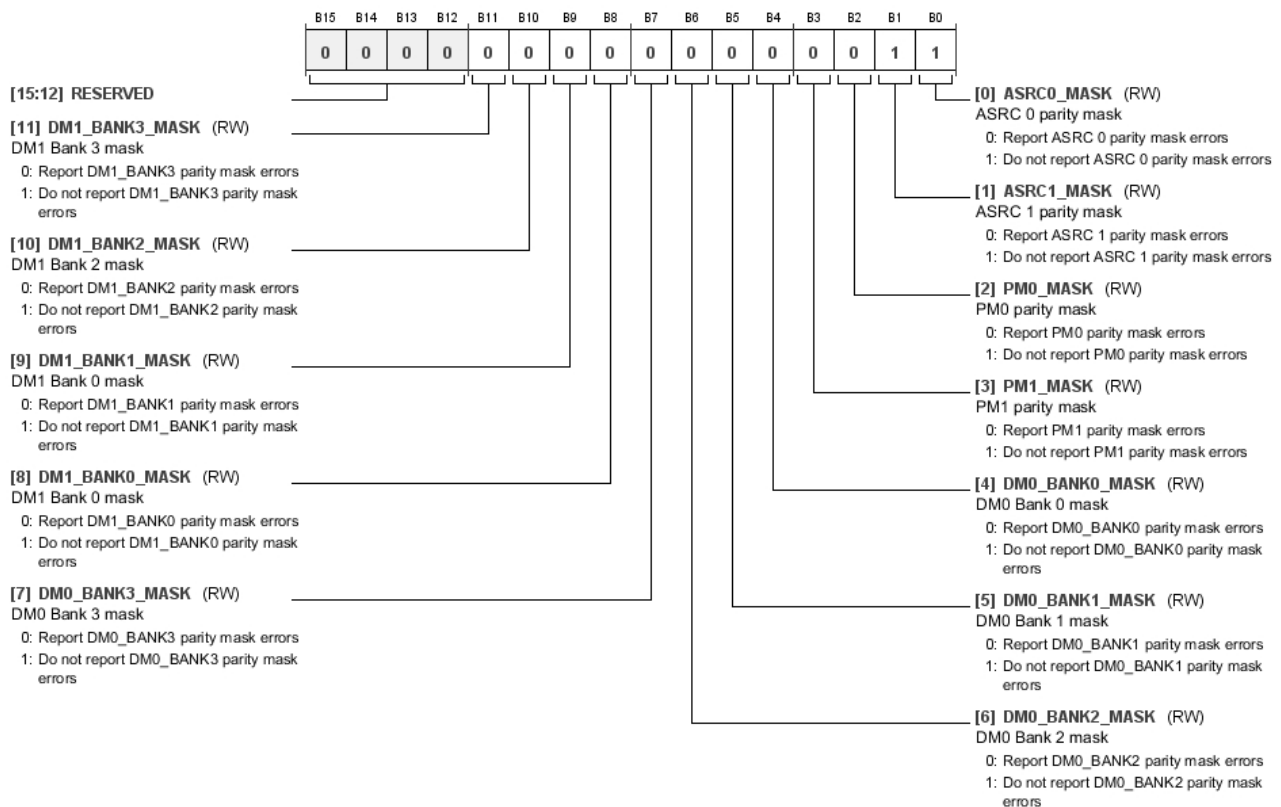 B15 B14 B13 B12 B11 B10 B9 B8 B7 B6 B5 B4 B3 B2 B1 B0
0 0 0 0 0 0 0 0 0 0 0 0 0 0 1 1
[15:12] RESERVED
[11] DM1_BANK3_MASK (RW)
DM1 Bank 3 mask
0: Report DM1_BANK3 parity mask errors
1: Do not report DM1_BANK3 parity mask
errors
[10] DM1_BANK2_MASK (RW)
DM1 Bank 2 mask
0: Report DM1_BANK2 parity mask errors
1: Do not report DM1_BANK2 parity mask
errors
[9] DM1_BANK1_MASK (RW)
DM1 Bank 0 mask
0: Report DM1_BANK1 parity mask errors
1: Do not report DM1_BANK1 parity mask
errors
[8] DM1_BANK0_MASK (RW)
DM1 Bank 0 mask
0: Report DM1_BANK0 parity mask errors
1: Do not report DM1_BANK0 parity mask
errors
[7] DM0_BANK3_MASK (RW)
DM0 Bank 3 mask
0: Report DM0_BANK3 parity mask errors
1: Do not report DM0_BANK3 parity mask
errors
[0] ASRC0_MASK (RW)
ASRC 0 parity mask
0: Report ASRC 0 parity mask errors
1: Do not report ASRC 0 parity mask errors
[1] ASRC1_MASK (RW)
ASRC 1 parity mask
0: Report ASRC 1 parity mask errors
1: Do not report ASRC 1 parity mask errors
[2] PM0_MASK (RW)
PM0 parity mask
0: Report PM0 parity mask errors
1: Do not report PM0 parity mask errors
[3] PM1_MASK (RW)
PM1 parity mask
0: Report PM1 parity mask errors
1: Do not report PM1 parity mask errors
[4] DM0_BANK0_MASK (RW)
DM0 Bank 0 mask
0: Report DM0_BANK0 parity mask errors
1: Do not report DM0_BANK0 parity mask
errors
[5] DM0_BANK1_MASK (RW)
DM0 Bank 1 mask
0: Report DM0_BANK1 parity mask errors
1: Do not report DM0_BANK1 parity mask
errors
[6] DM0_BANK2_MASK (RW)
DM0 Bank 2 mask
0: Report DM0_BANK2 parity mask errors
1: Do not report DM0_BANK2 parity mask
errors